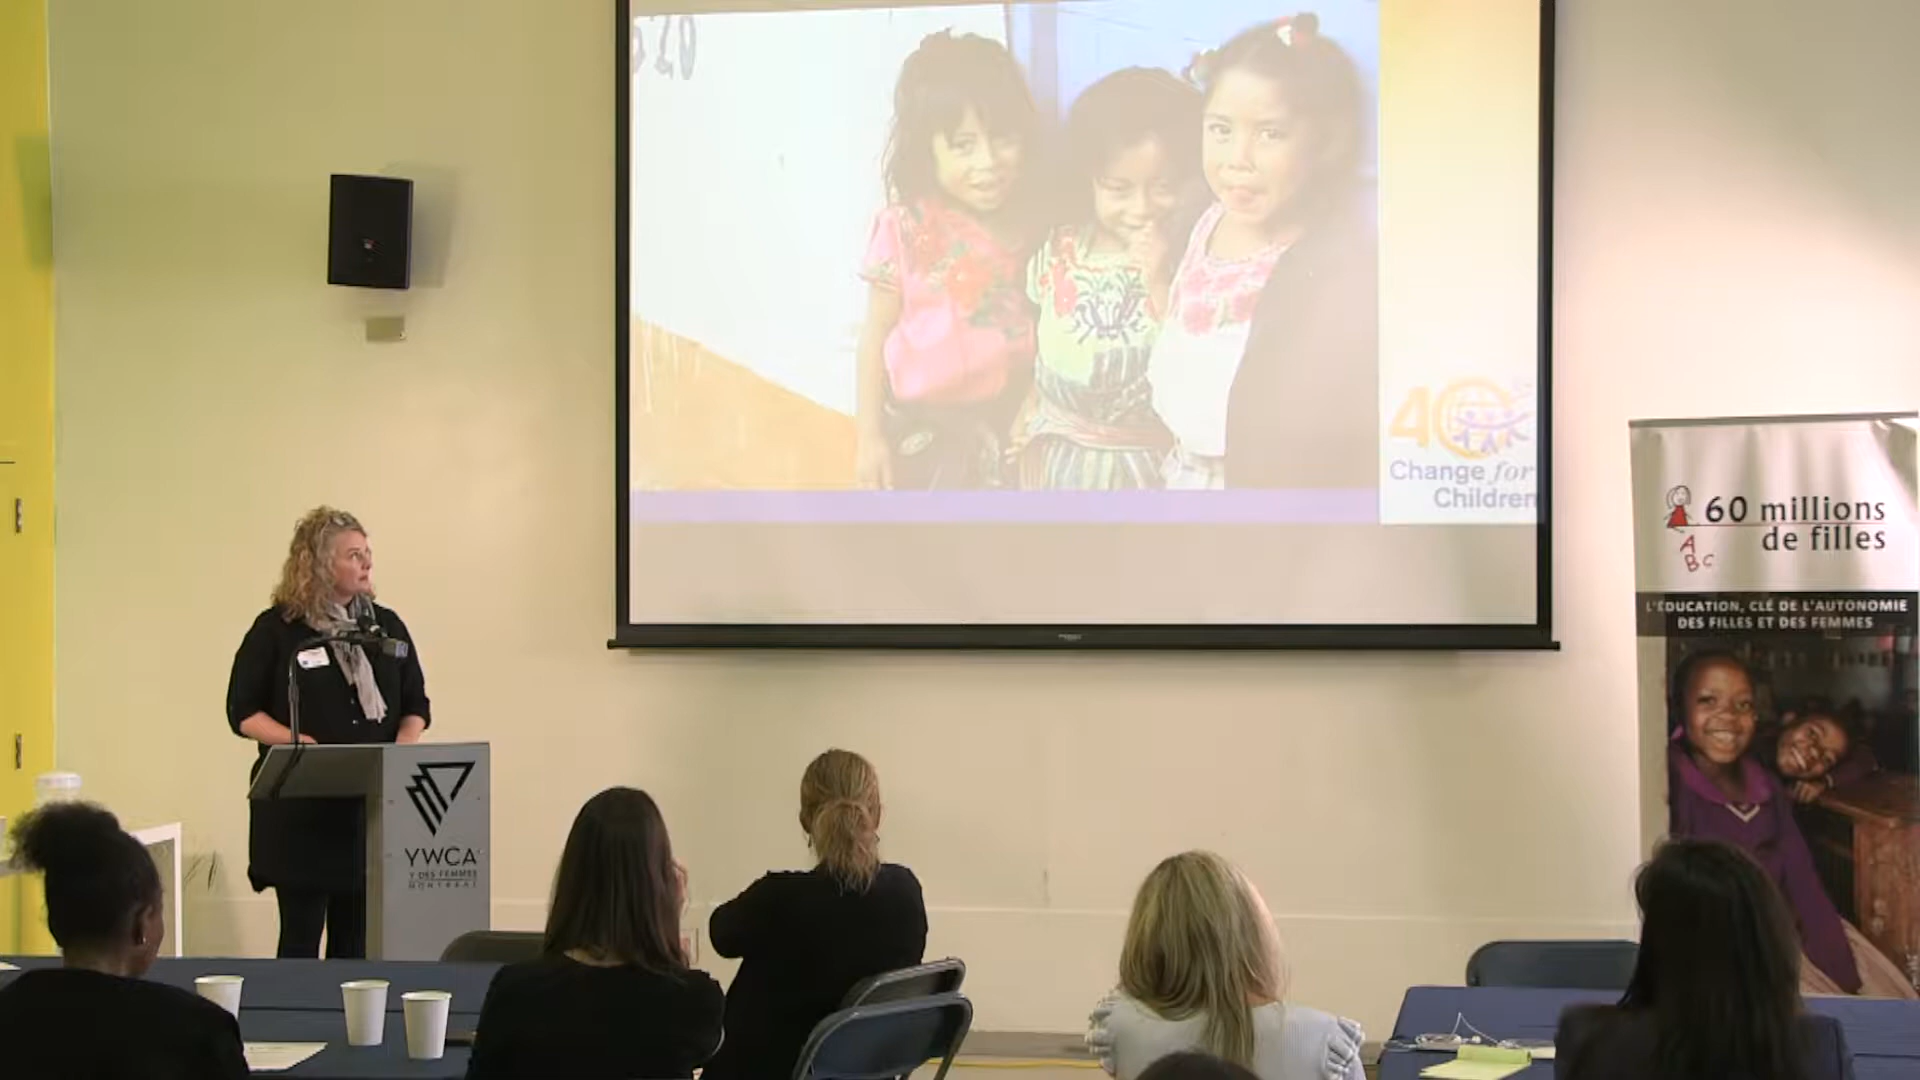 40
Change for
Children
60 millions
de filles
A
B C
L'ÉDUCATION, CLÉ DE L'AUTONOMIE
DES FILLES ET DES FEMMES
YWCA
Y DES FEMMES
MONTRÉAL